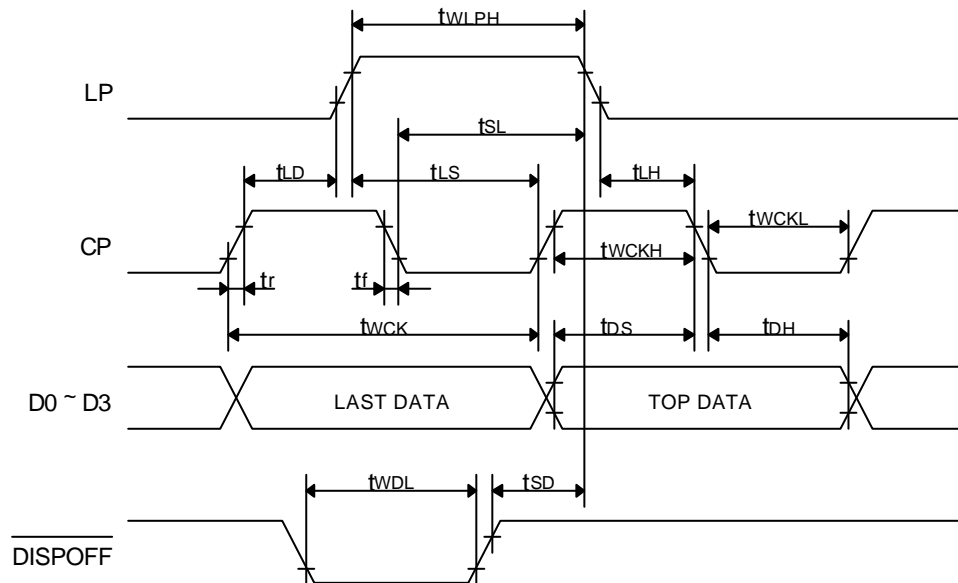 tWLPH
LP
tSL
tLD
tLS
tLH
tWCKL
CP
tWCKH
tr
tf
tWCK
tDS
tDH
D0 ~ D3
LAST DATA
TOP DATA
tWDL
tSD
DISPOFF